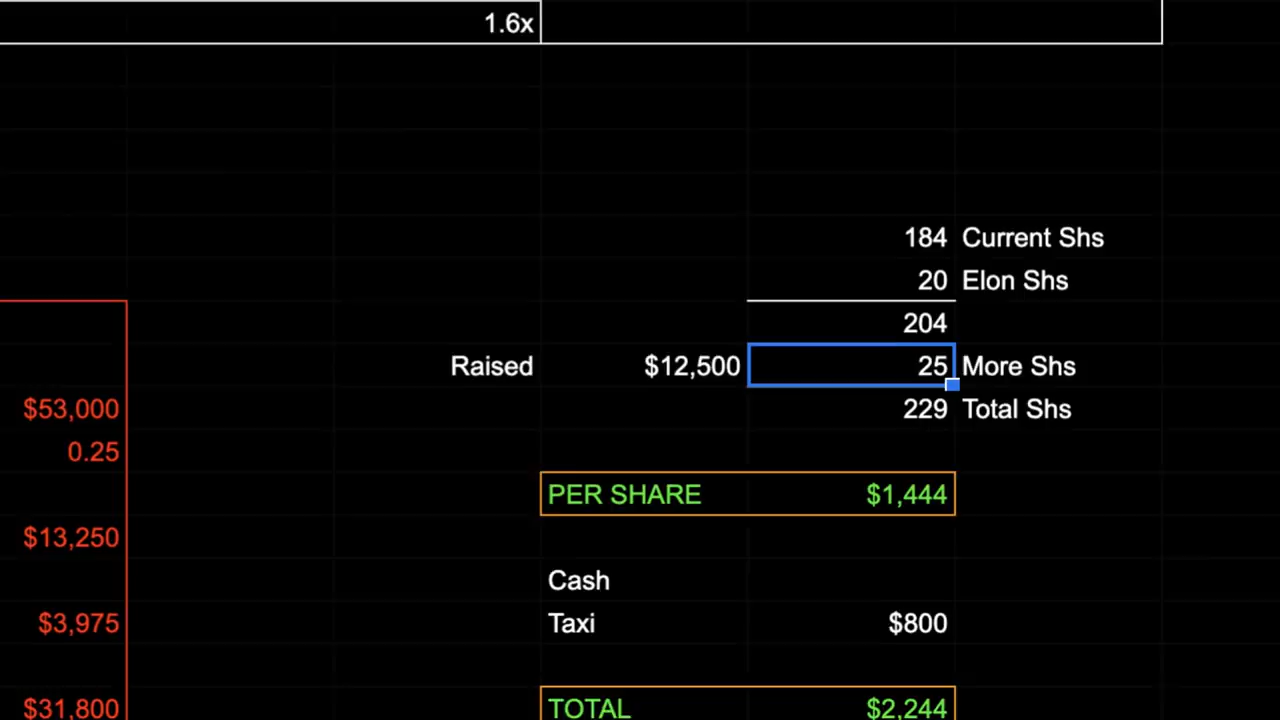 1.6x
184 Current Shs
20 Elon Shs
204
Raised $12,500 25 More Shs
$53,000 229 Total Shs
0.25
PER SHARE $1,444
$13,250
Cash
$3,975 Taxi $800
$31,800 TOTAL $2,244